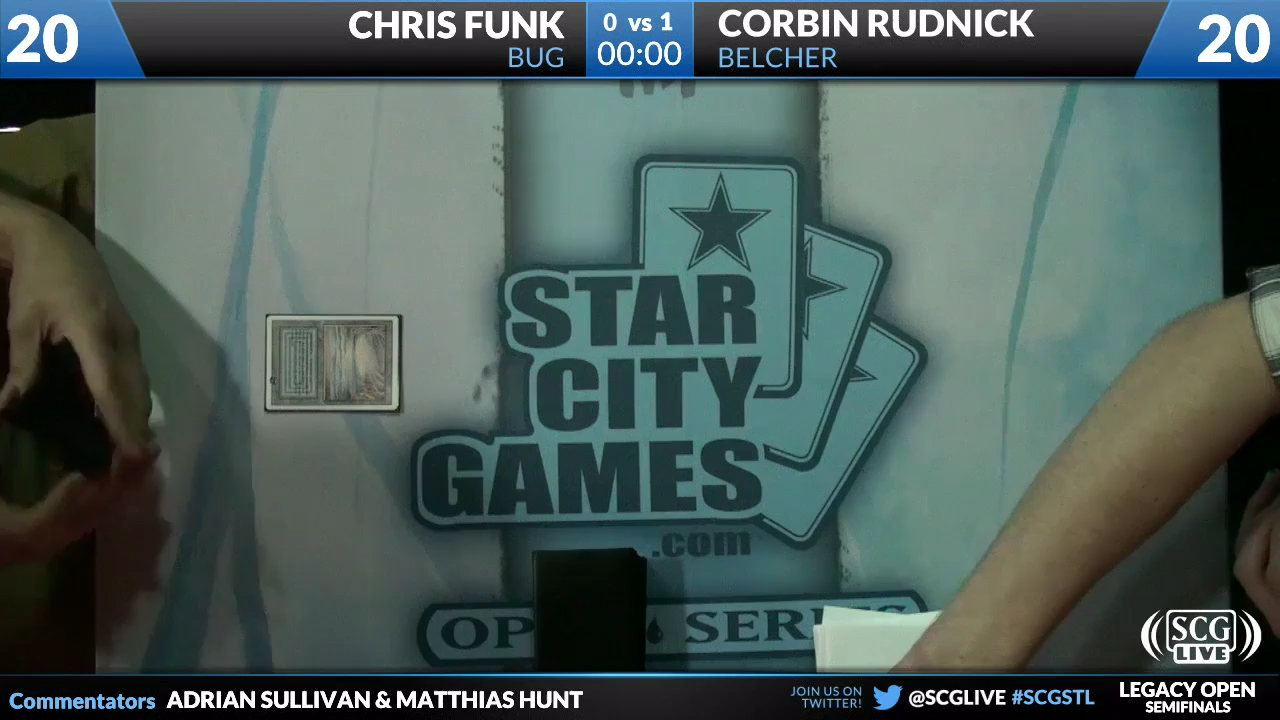 20
CHRIS FUNK
BUG
0 vs 1
00:00
CORBIN RUDNICK
BELCHER
20
STAR
CITY
GAMES
.com
SCG
LIVE
Commentators ADRIAN SULLIVAN & MATTHIAS HUNT
JOIN US ON
TWITTER!
@SCGLIVE #SCGSTL
LEGACY OPEN
SEMIFINALS